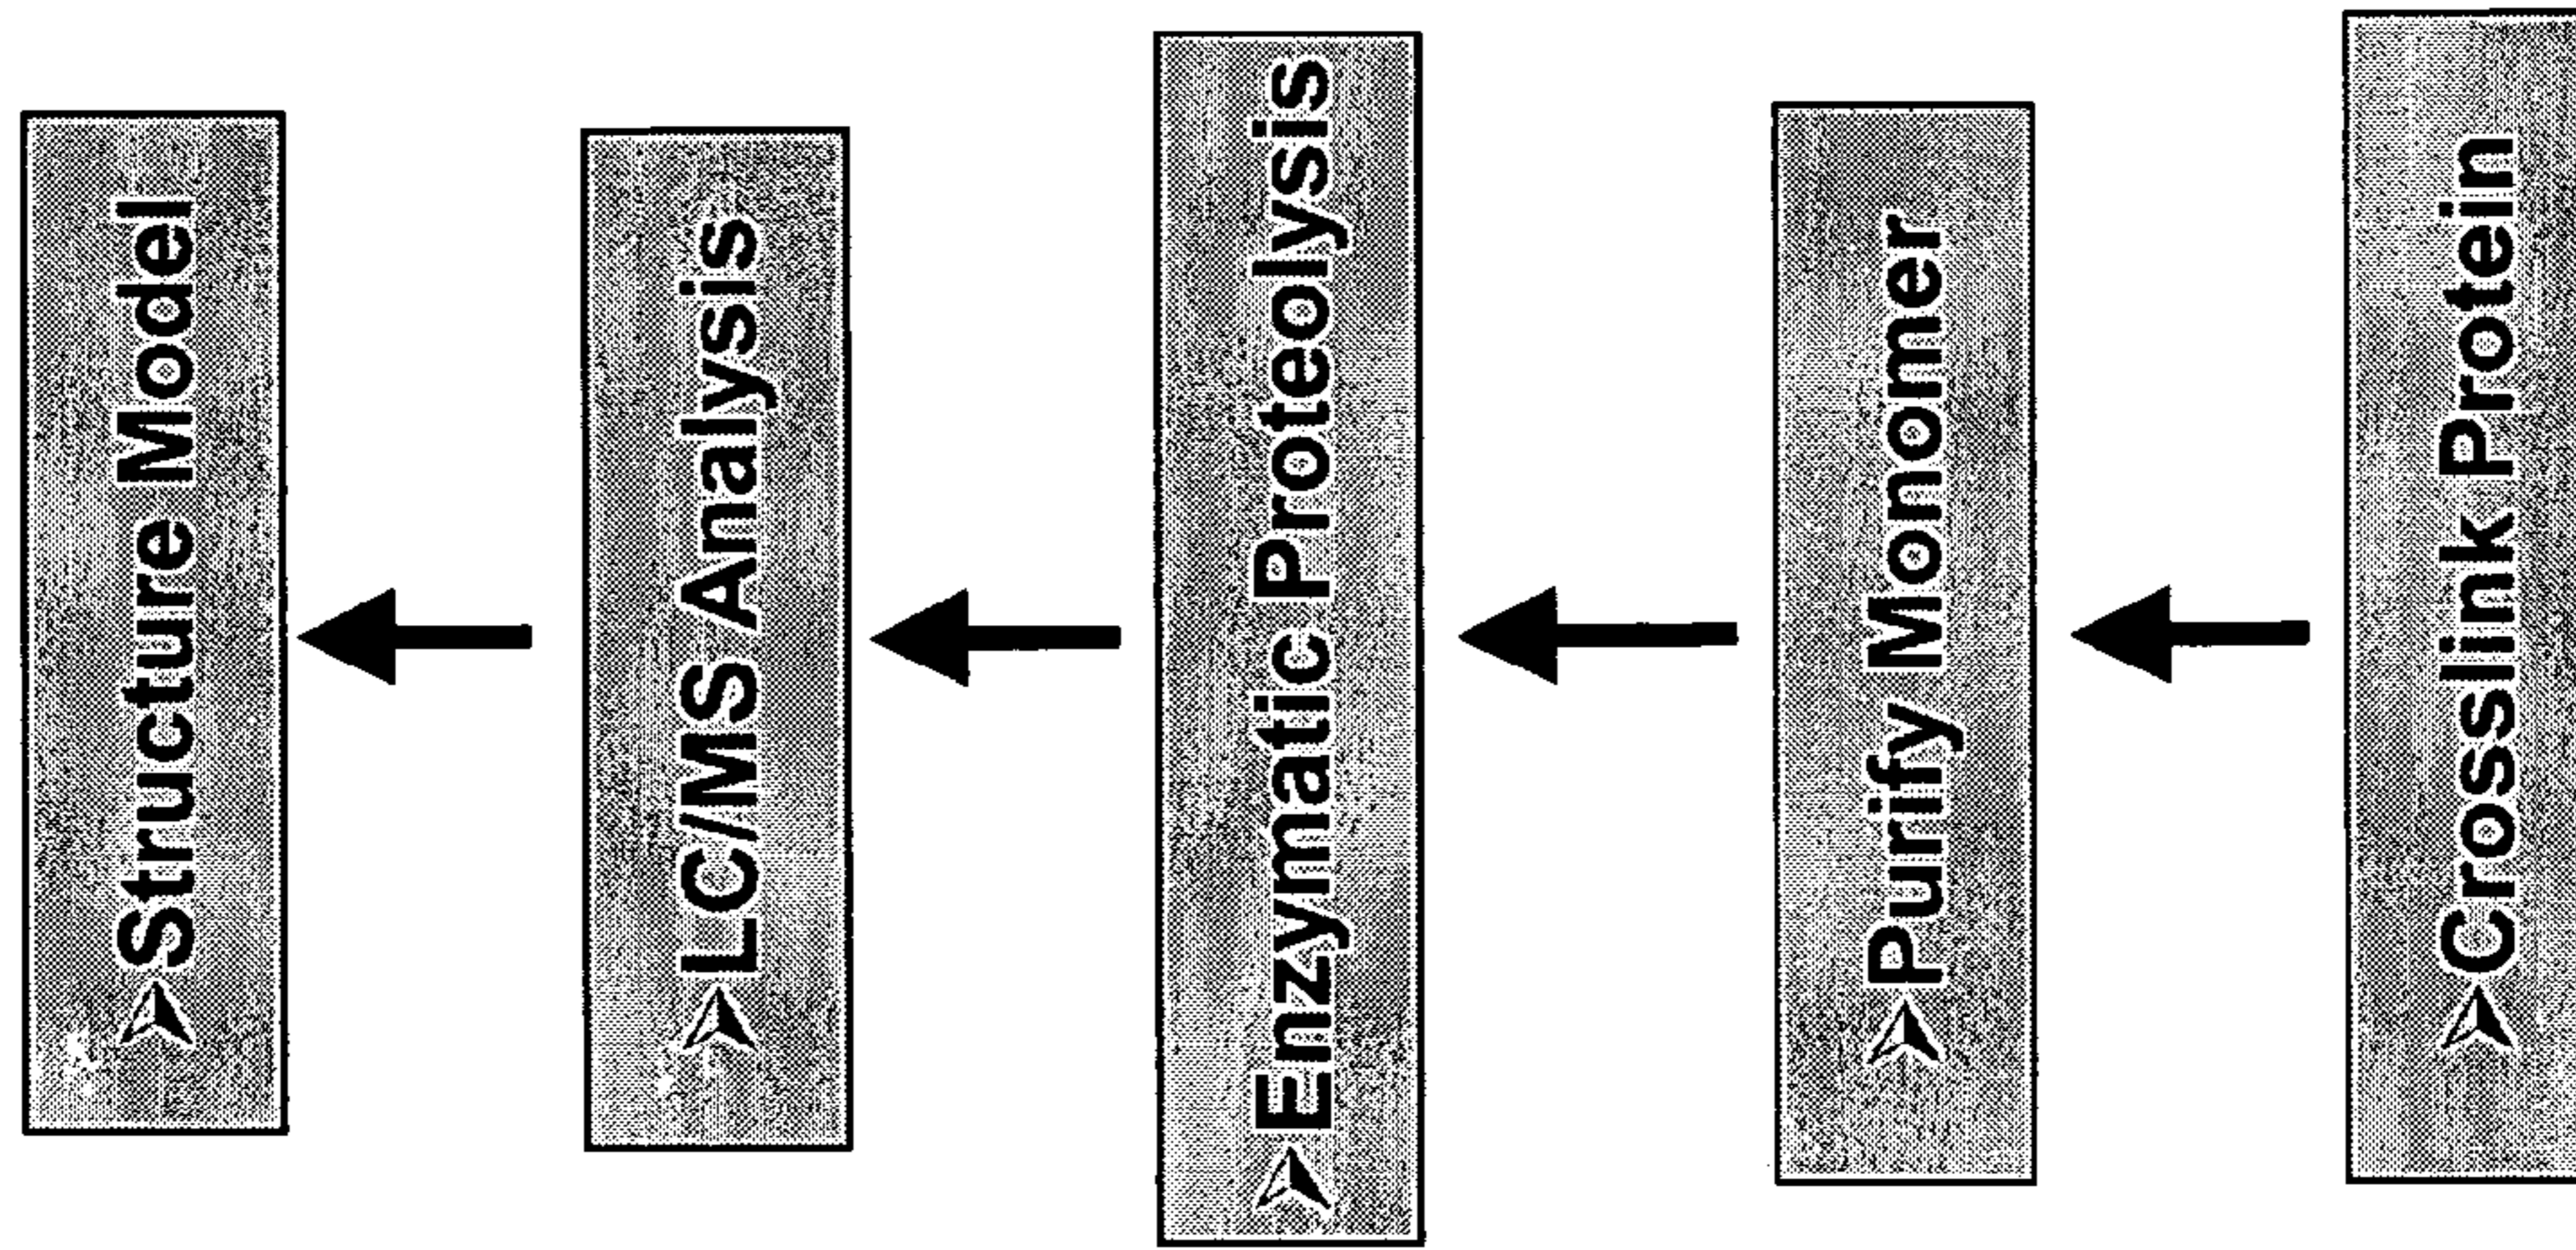 ➢Structure Model
➢LC/MS Analysis
➢Enzymatic Proteolysis
➢Purify Monomer
➢Crosslink Protein